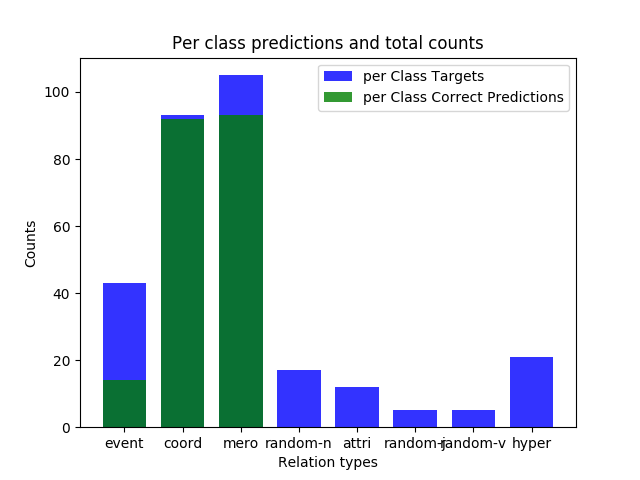 Per class predictions and total counts
per Class Targets
per Class Correct Predictions
100
80
60
40
20
0
Counts
event coord mero random-n attri random-j random-v hyper
Relation types